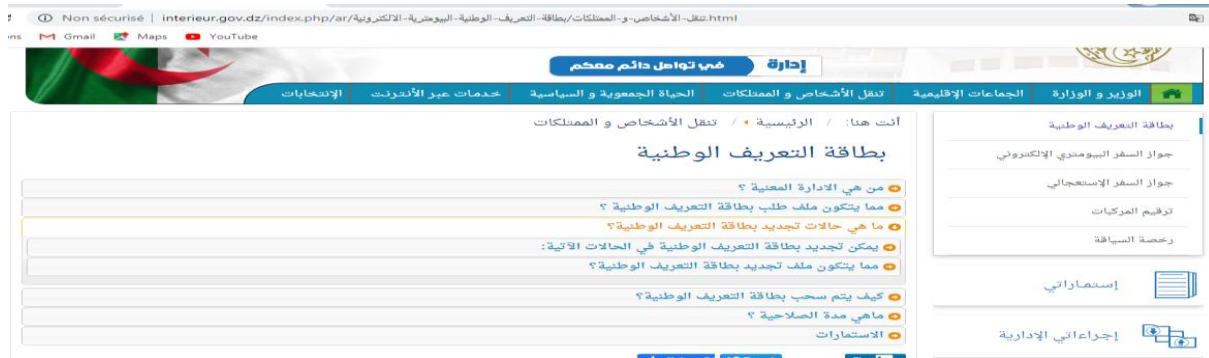 Non sécurisé | interieur.gov.dz/index.php/ar/تنقل-الأشخاص-و-الممتلكات/بطاقة-التعريف-الوطنية-البيومترية-الالكترونية.html
ons Gmail Maps YouTube
إدارة في تواصل دائم معكم
الوزير و الوزارة الجماعات الإقليمية تنقل الأشخاص و الممتلكات الحياة الجمعوية و السياسية خدمات عبر الأنترنت الإنتخابات
أنت هنا: / الرئيسية / تنقل الأشخاص و الممتلكات
بطاقة التعريف الوطنية
من هي الادارة المعنية ؟
مما يتكون ملف طلب بطاقة التعريف الوطنية ؟
ما هي حالات تجديد بطاقة التعريف الوطنية؟
يمكن تجديد بطاقة التعريف الوطنية في الحالات الآتية:
مما يتكون ملف تجديد بطاقة التعريف الوطنية؟
كيف يتم سحب بطاقة التعريف الوطنية؟
ماهي مدة الصلاحية ؟
الاستمارات
بطاقة التعريف الوطنية
جواز السفر البيومتري الإلكتروني
جواز السفر الإستعجالي
ترقيم المركبات
رخصة السياقة
إستماراتي
إجراءاتي الإدارية